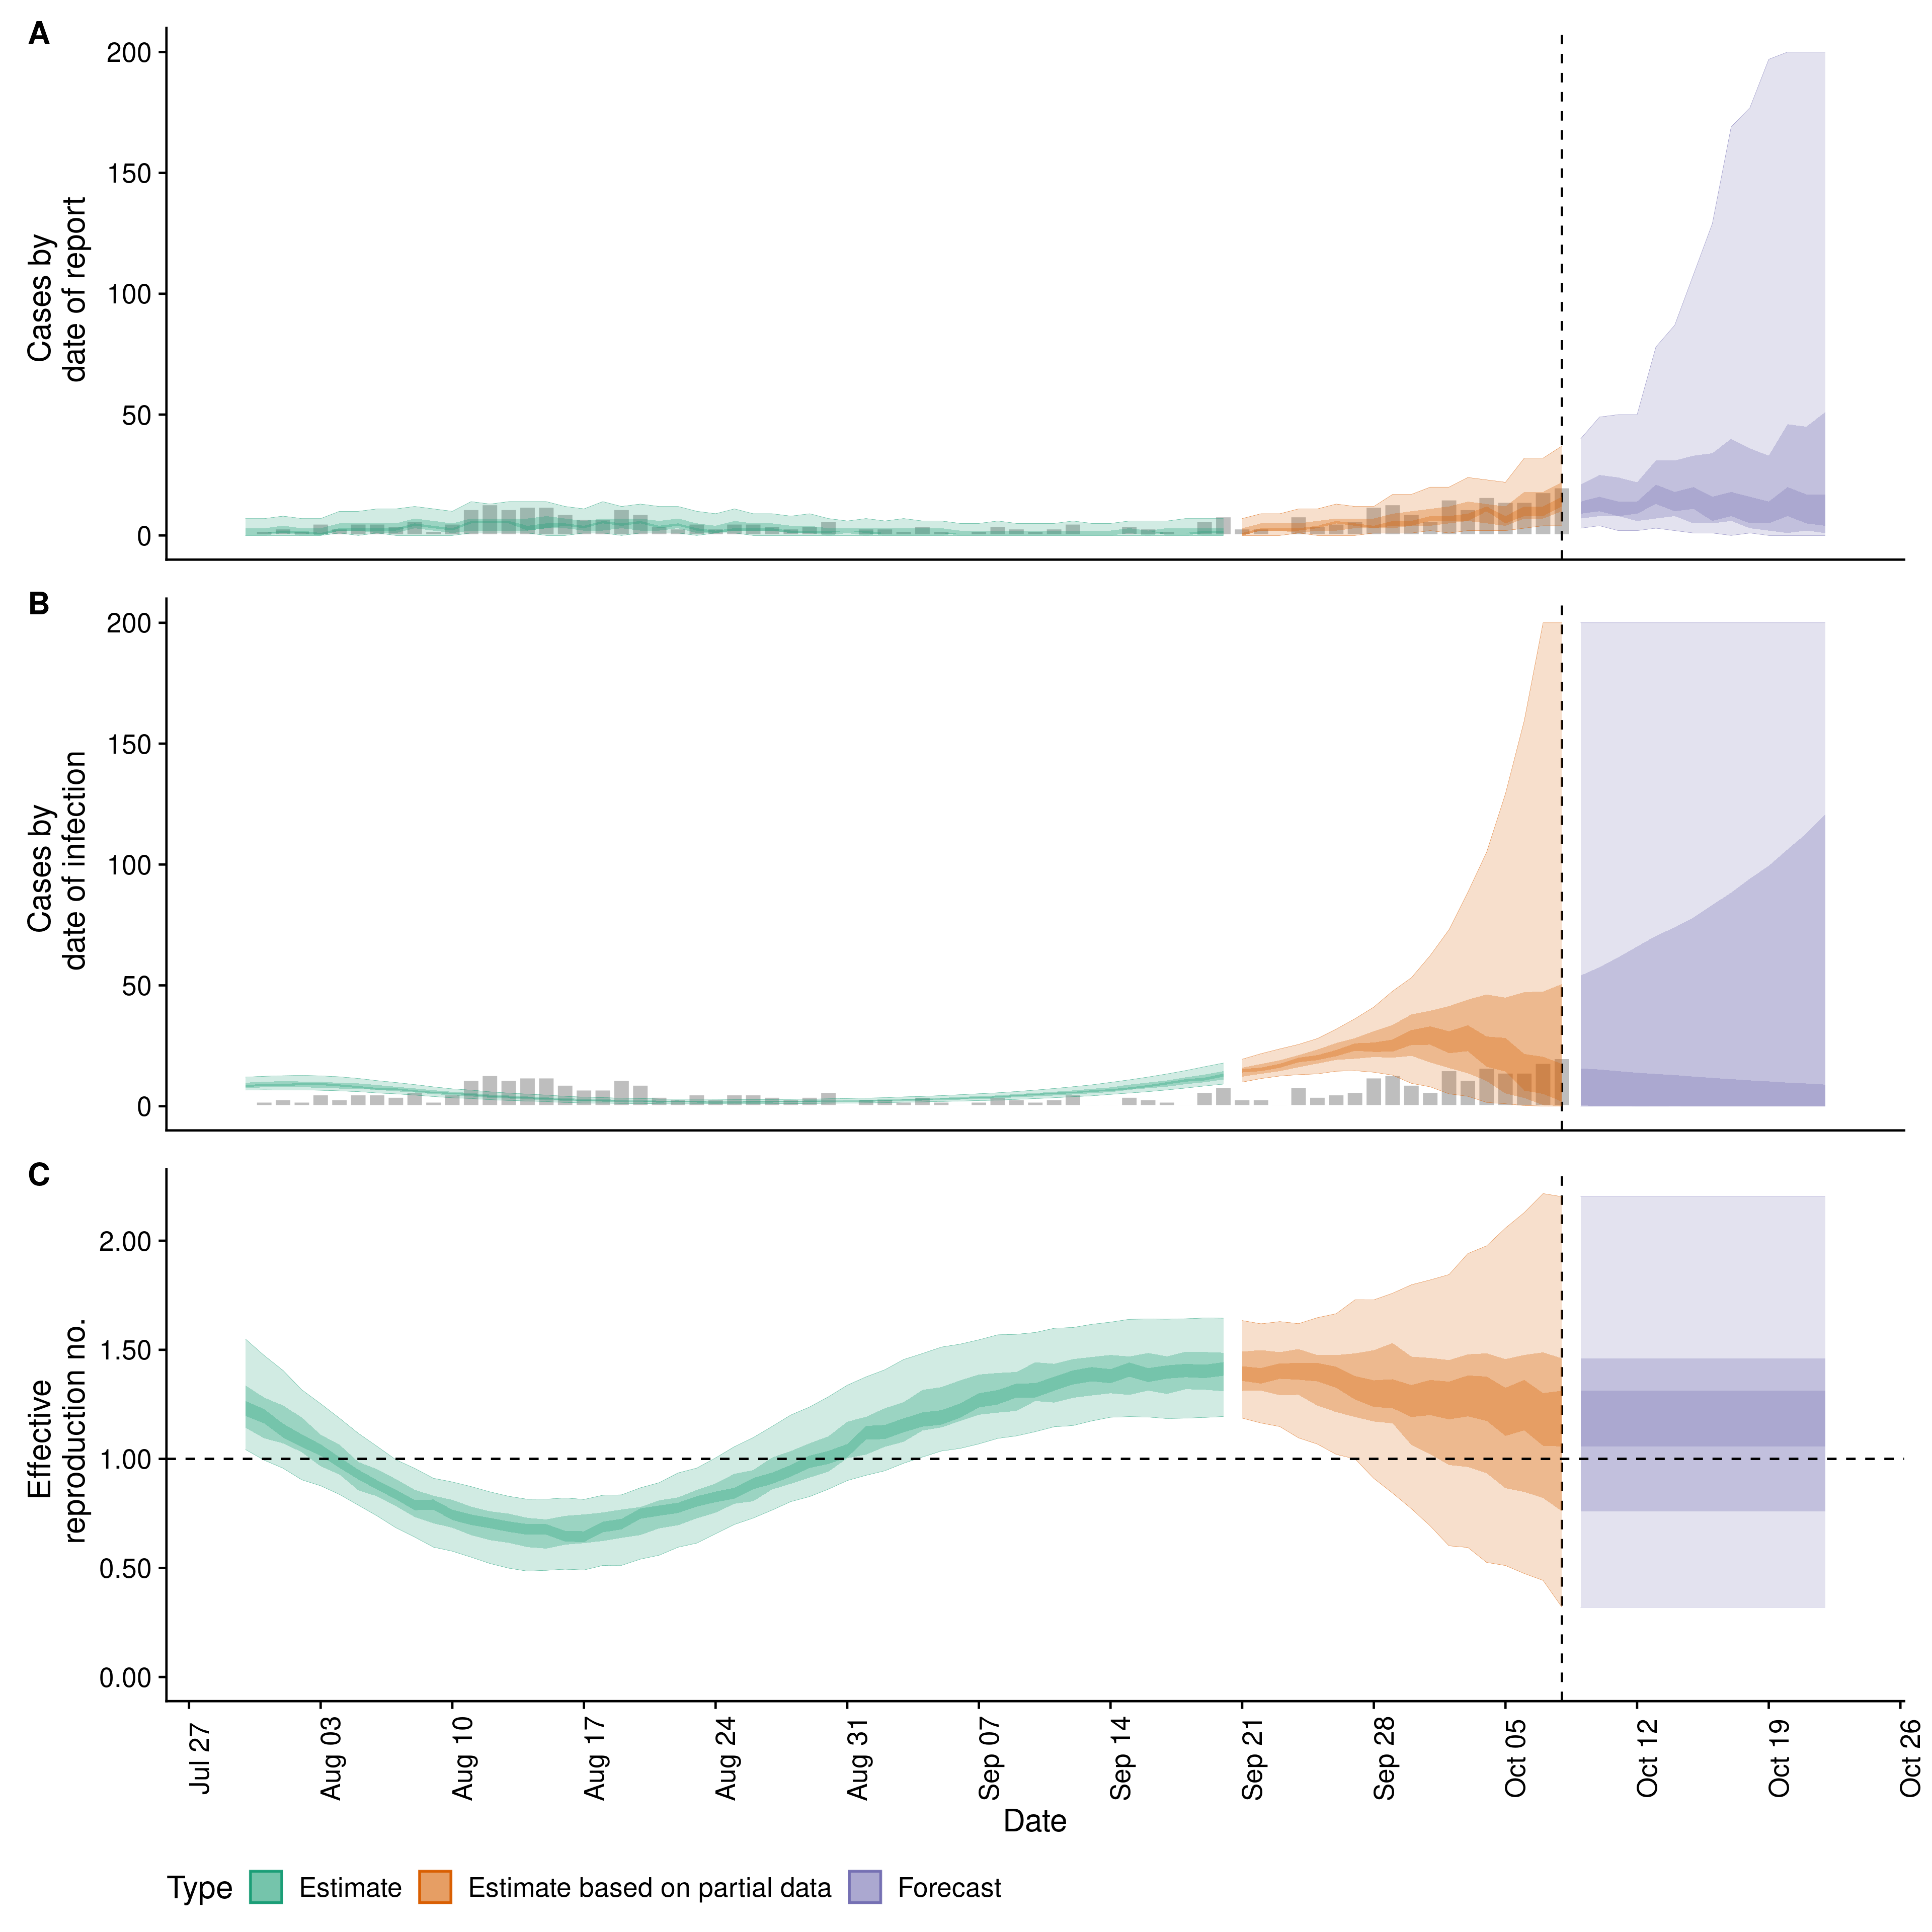 A
200
150
100
50
0
Cases by
date of report
B
200
150
100
50
0
Cases by
date of infection
C
2.00
1.50
1.00
0.50
0.00
Effective
reproduction no.
Jul 27
Aug 03
Aug 10
Aug 17
Aug 24
Aug 31
Sep 07
Sep 14
Sep 21
Sep 28
Oct 05
Oct 12
Oct 19
Oct 26
Date
Type Estimate Estimate based on partial data Forecast